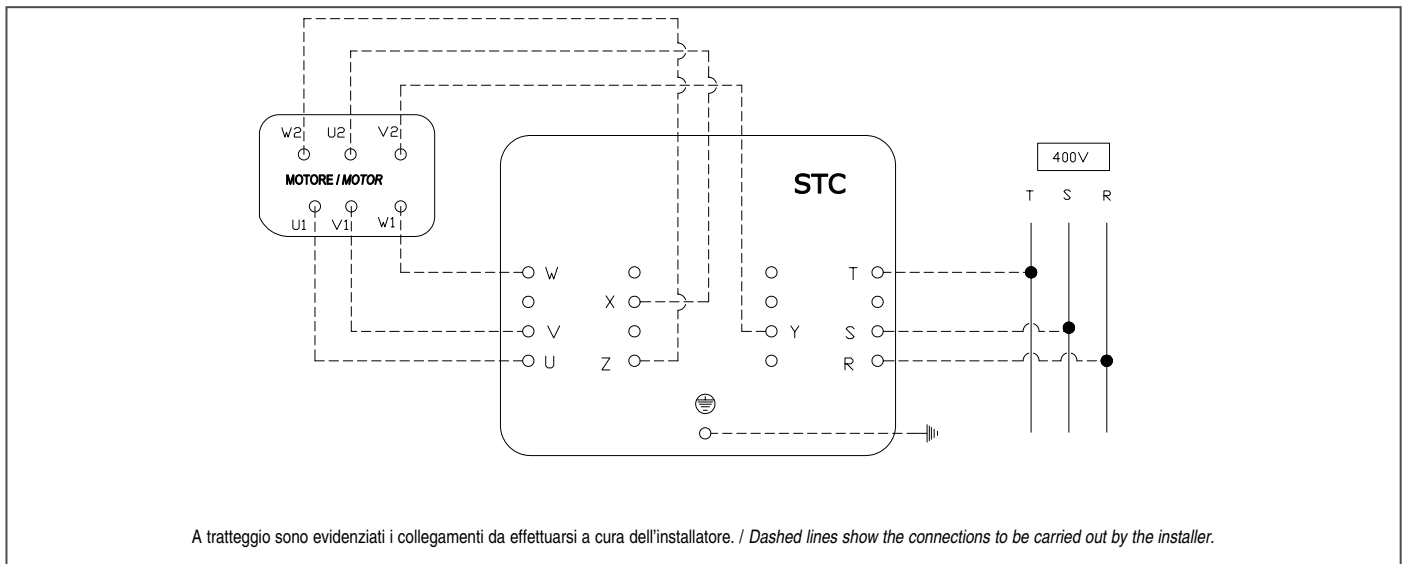 W2 U2 V2
MOTORE / MOTOR
U1 V1 W1
STC
400V
T S R
W T
X
V Y S
U Z R
A tratteggio sono evidenziati i collegamenti da effettuarsi a cura dell'installatore. / Dashed lines show the connections to be carried out by the installer.